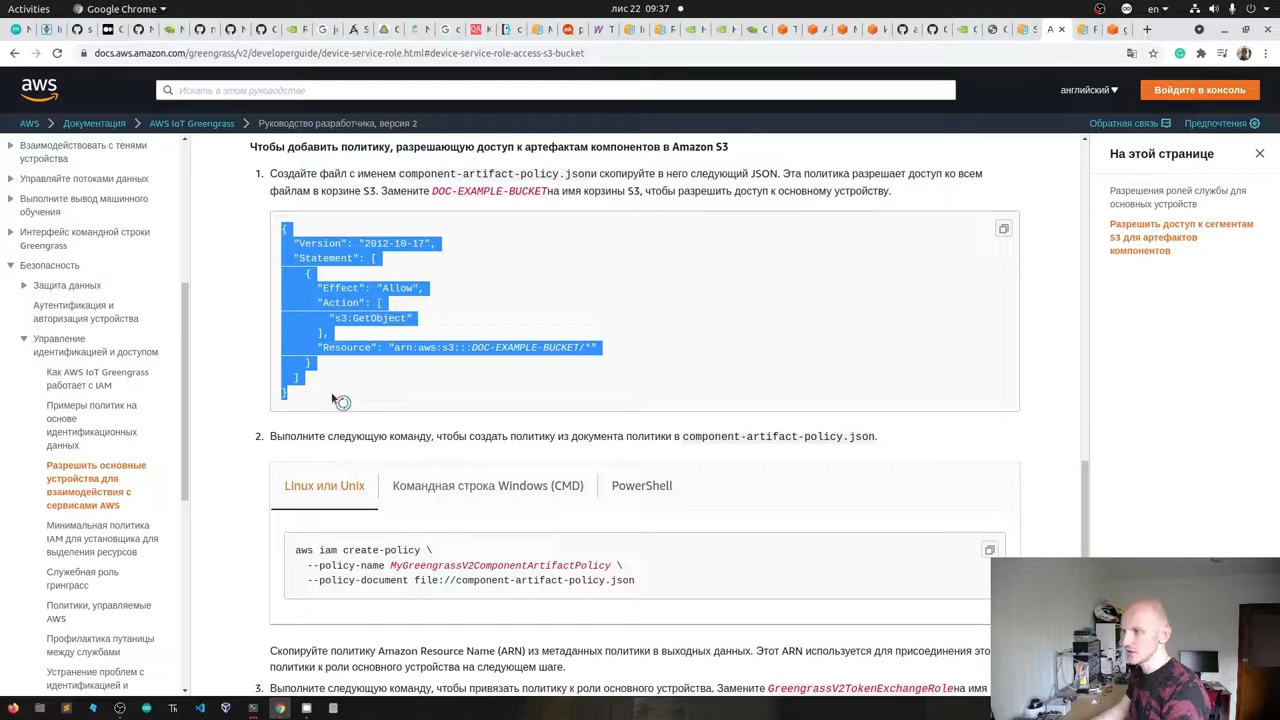 Activities
Google Chrome
лис 22 09:37
en
docs.aws.amazon.com/greengrass/v2/developerguide/device-service-role.html#device-service-role-access-s3-bucket
aws
Искать в этом руководстве
английский
Войдите в консоль
AWS
Документация
AWS IoT Greengrass
Руководство разработчика, версия 2
Обратная связь
Предпочтения
Взаимодействовать с тенями
устройства
Управляйте потоками данных
Выполните вывод машинного
обучения
Интерфейс командной строки
Greengrass
Безопасность
Защита данных
Аутентификация и
авторизация устройства
Управление
идентификацией и доступом
Как AWS IoT Greengrass
работает с IAM
Примеры политик на
основе
идентификационных
данных
Разрешить основные
устройства для
взаимодействия с
сервисами AWS
Минимальная политика
IAM для установщика для
выделения ресурсов
Служебная роль
гринграсс
Политики, управляемые
AWS
Профилактика путаницы
между службами
Устранение проблем с
идентификацией и
Чтобы добавить политику, разрешающую доступ к артефактам компонентов в Amazon S3
1. Создайте файл с именем component-artifact-policy.jsonи скопируйте в него следующий JSON. Эта политика разрешает доступ ко всем
файлам в корзине S3. Замените DOC-EXAMPLE-BUCKETна имя корзины S3, чтобы разрешить доступ к основному устройству.
{
"Version": "2012-10-17",
"Statement": [
{
"Effect": "Allow",
"Action": [
"s3:GetObject"
],
"Resource": "arn:aws:s3:::DOC-EXAMPLE-BUCKET/*"
}
]
}
2. Выполните следующую команду, чтобы создать политику из документа политики в component-artifact-policy.json.
Linux или Unix
Командная строка Windows (CMD)
PowerShell
aws iam create-policy \
--policy-name MyGreengrassV2ComponentArtifactPolicy \
--policy-document file://component-artifact-policy.json
Скопируйте политику Amazon Resource Name (ARN) из метаданных политики в выходных данных. Этот ARN используется для присоединения это
политики к роли основного устройства на следующем шаге.
3. Выполните следующую команду, чтобы привязать политику к роли основного устройства. Замените GreengrassV2TokenExchangeRoleна имя
На этой странице
Разрешения ролей службы для
основных устройств
Разрешить доступ к сегментам
S3 для артефактов
компонентов